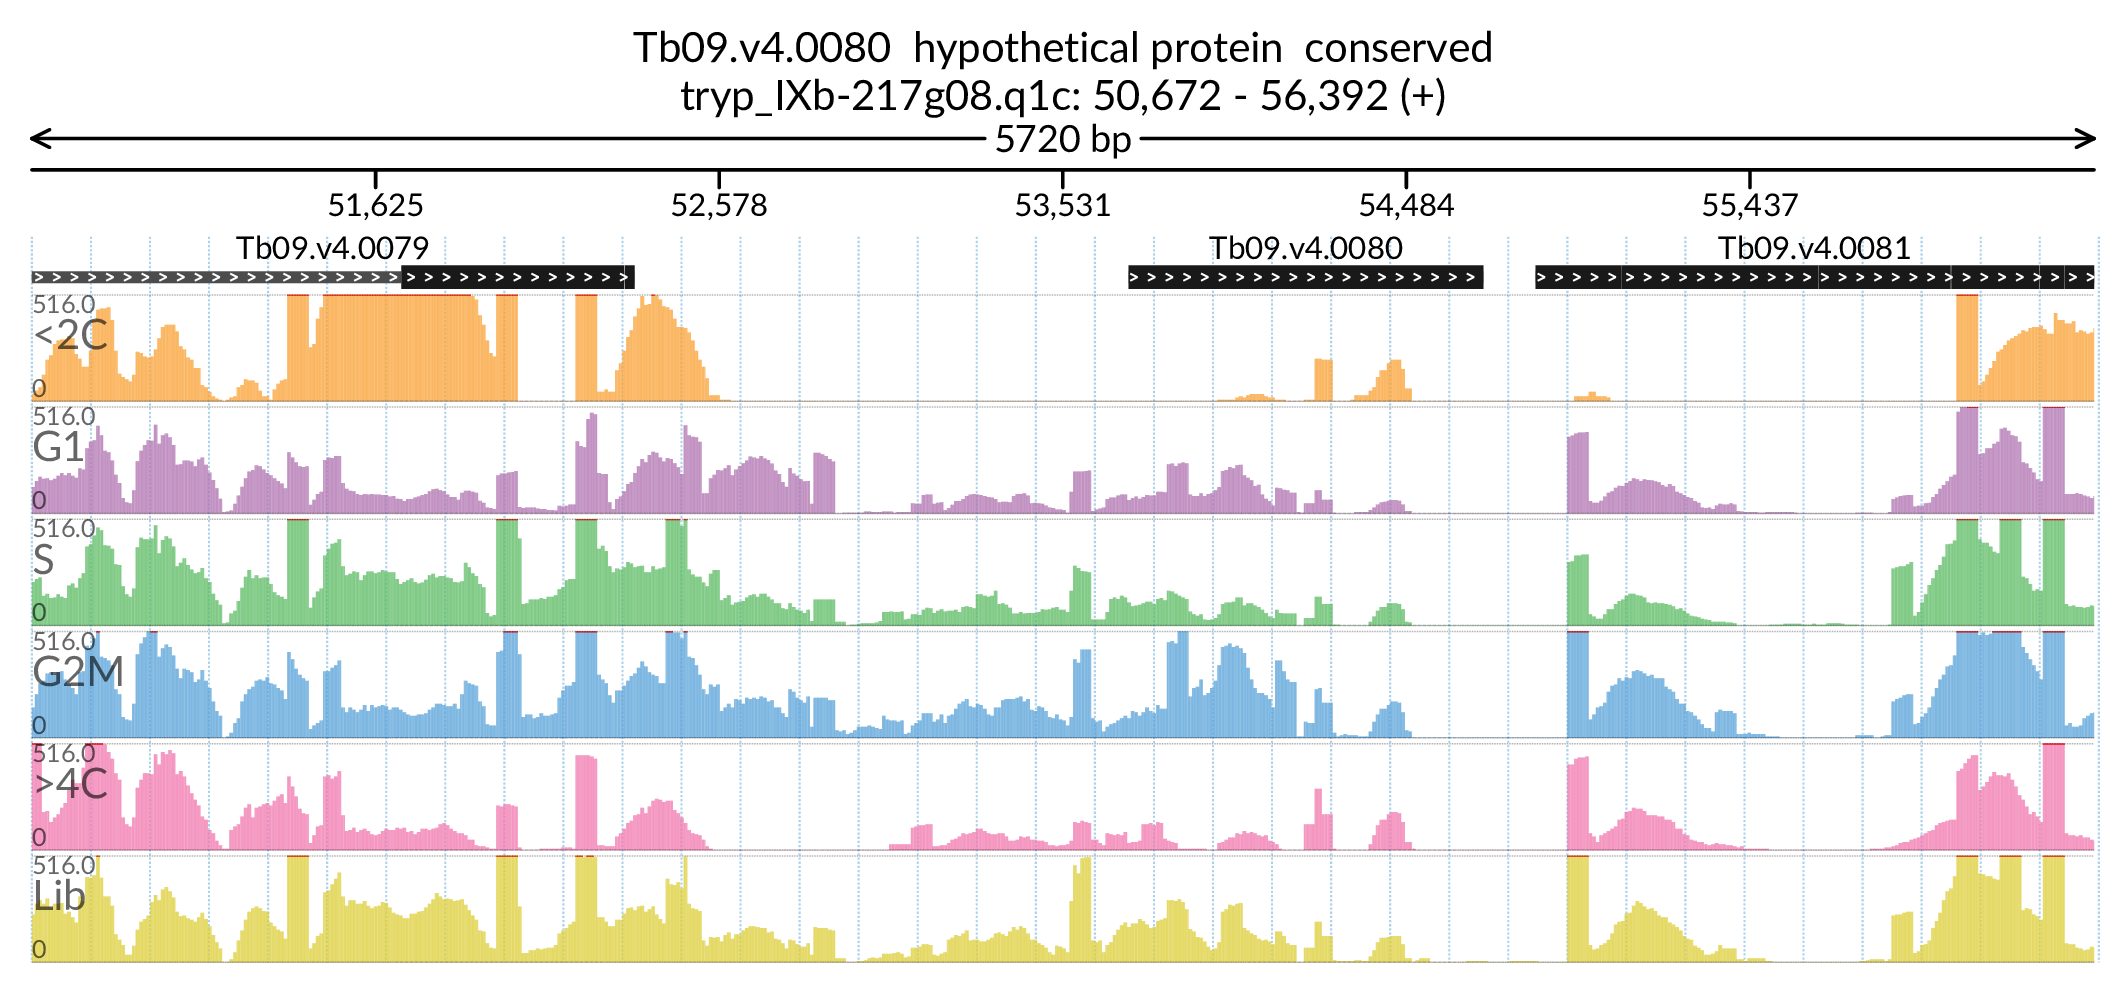 Tb09.v4.0080 hypothetical protein conserved
tryp_IXb-217g08.q1c: 50,672 - 56,392 (+)
5720 bp
51,625 52,578 53,531 54,484 55,437
Tb09.v4.0079 Tb09.v4.0080 Tb09.v4.0081
516.0
<2C
0
516.0
G1
0
516.0
S
0
516.0
G2M
0
516.0
>4C
0
516.0
Lib
0